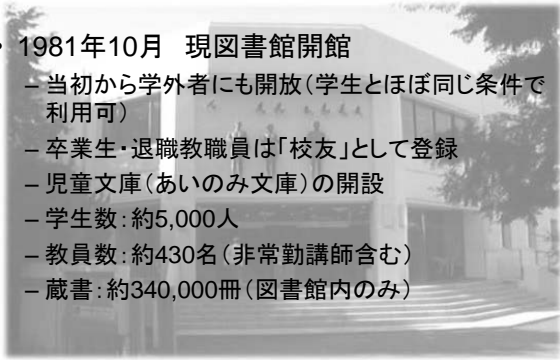 • 1981年10月　現図書館開館
– 当初から学外者にも開放（学生とほぼ同じ条件で
利用可）
– 卒業生・退職教職員は「校友」として登録
– 児童文庫（あいのみ文庫）の開設
– 学生数：約5,000人
– 教員数：約430名（非常勤講師含む）
– 蔵書：約340,000冊（図書館内のみ）